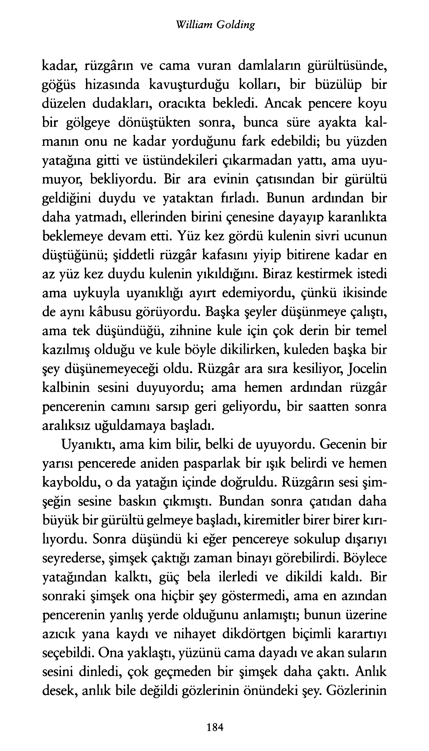 William Golding
kadar, rüzgârın ve cama vuran damlaların gürültüsünde,
göğüs hizasında kavuşturduğu kolları, bir büzülüp bir
düzelen dudakları, oracıkta bekledi. Ancak pencere koyu
bir gölgeye dönüştükten sonra, bunca süre ayakta kal-
manın onu ne kadar yorduğunu fark edebildi; bu yüzden
yatağına gitti ve üstündekileri çıkarmadan yattı, ama uyu-
muyor, bekliyordu. Bir ara evinin çatısından bir gürültü
geldiğini duydu ve yataktan fırladı. Bunun ardından bir
daha yatmadı, ellerinden birini çenesine dayayıp karanlıkta
beklemeye devam etti. Yüz kez gördü kulenin sivri ucunun
düştüğünü; şiddetli rüzgâr kafasını yiyip bitirene kadar en
az yüz kez duydu kulenin yıkıldığını. Biraz kestirmek istedi
ama uykuyla uyanıklığı ayırt edemiyordu, çünkü ikisinde
de aynı kâbusu görüyordu. Başka şeyler düşünmeye çalıştı,
ama tek düşündüğü, zihnine kule için çok derin bir temel
kazılmış olduğu ve kule böyle dikilirken, kuleden başka bir
şey düşünemeyeceği oldu. Rüzgâr ara sıra kesiliyor, Jocelin
kalbinin sesini duyuyordu; ama hemen ardından rüzgâr
pencerenin camını sarsıp geri geliyordu, bir saatten sonra
aralıksız uğuldamaya başladı.
Uyanıktı, ama kim bilir, belki de uyuyordu. Gecenin bir
yarısı pencerede aniden pasparlak bir ışık belirdi ve hemen
kayboldu, o da yatağın içinde doğruldu. Rüzgârın sesi şim-
şeğin sesine baskın çıkmıştı. Bundan sonra çatıdan daha
büyük bir gürültü gelmeye başladı, kiremitler birer birer kırı-
lıyordu. Sonra düşündü ki eğer pencereye sokulup dışarıyı
seyrederse, şimşek çaktığı zaman binayı görebilirdi. Böylece
yatağından kalktı, güç bela ilerledi ve dikildi kaldı. Bir
sonraki şimşek ona hiçbir şey göstermedi, ama en azından
pencerenin yanlış yerde olduğunu anlamıştı; bunun üzerine
azıcık yana kaydı ve nihayet dikdörtgen biçimli karartıyı
seçebildi. Ona yaklaştı, yüzünü cama dayadı ve akan suların
sesini dinledi, çok geçmeden bir şimşek daha çaktı. Anlık
desek, anlık bile değildi gözlerinin önündeki şey. Gözlerinin
184